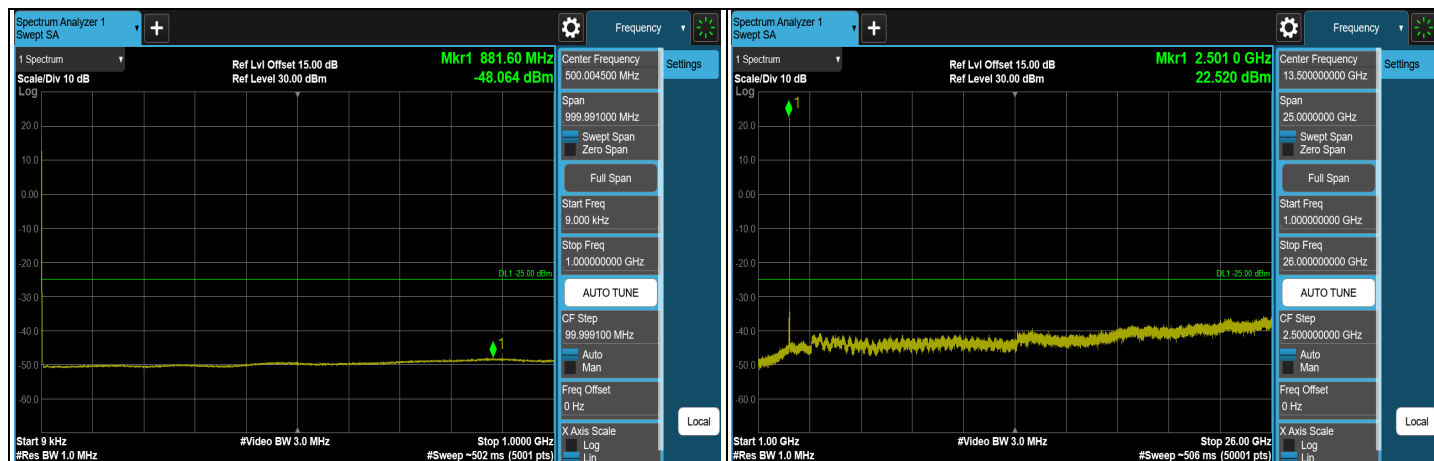 Spectrum Analyzer 1
Swept SA
+
Frequency
1 Spectrum
Ref Lvl Offset 15.00 dB
Mkr1 881.60 MHz
Scale/Div 10 dB
Ref Level 30.00 dBm
-48.064 dBm
Log
1
20.0
10.0
0.00
-10.0
-20.0
DL1 -25.00 dBm
-30.0
-40.0
-50.0
-60.0
Start 9 kHz
#Video BW 3.0 MHz
Stop 1.0000 GHz
#Res BW 1.0 MHz
#Sweep ~502 ms (5001 pts)
Center Frequency
500.004500 MHz
Settings
Span
999.991000 MHz
Swept Span
Zero Span
Full Span
Start Freq
9.000 kHz
Stop Freq
1.000000000 GHz
AUTO TUNE
CF Step
99.999100 MHz
Auto
Man
Freq Offset
0 Hz
X Axis Scale
Log
Lin
Local
Spectrum Analyzer 1
Swept SA
+
Frequency
1 Spectrum
Ref Lvl Offset 15.00 dB
Mkr1 2.501 0 GHz
Scale/Div 10 dB
Ref Level 30.00 dBm
22.520 dBm
Log
1
20.0
10.0
0.00
-10.0
-20.0
DL1 -25.00 dBm
-30.0
-40.0
-50.0
-60.0
Start 1.00 GHz
#Video BW 3.0 MHz
Stop 26.00 GHz
#Res BW 1.0 MHz
#Sweep ~506 ms (50001 pts)
Center Frequency
13.500000000 GHz
Settings
Span
25.0000000 GHz
Swept Span
Zero Span
Full Span
Start Freq
1.000000000 GHz
Stop Freq
26.000000000 GHz
AUTO TUNE
CF Step
2.500000000 GHz
Auto
Man
Freq Offset
0 Hz
X Axis Scale
Log
Lin
Local